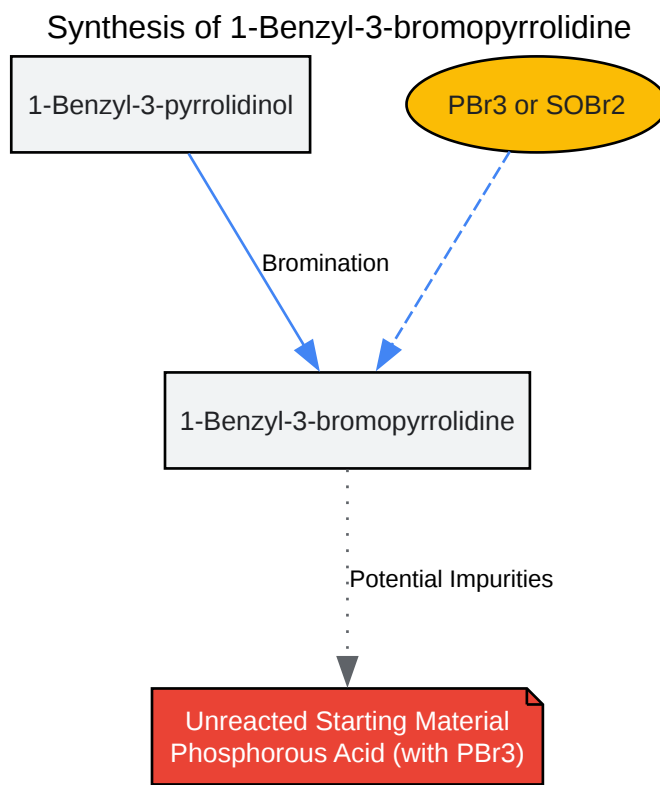 Synthesis of 1-Benzyl-3-bromopyrrolidine
1-Benzyl-3-pyrrolidinol
PBr3 or SOBr2
Bromination
1-Benzyl-3-bromopyrrolidine
Potential Impurities
Unreacted Starting Material
Phosphorous Acid (with PBr3)